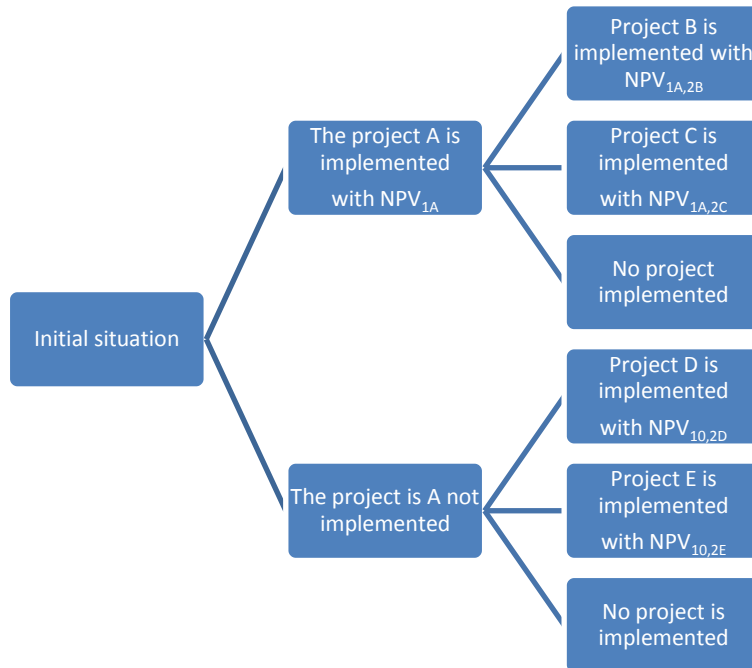 Project B is
implemented with
NPV1A,2B
The project A is
implemented
with NPV1A
Project C is
implemented
with NPV1A,2C
No project
implemented
Initial situation
Project D is
implemented
with NPV10,2D
The project is A not
implemented
Project E is
implemented
with NPV10,2E
No project is
implemented